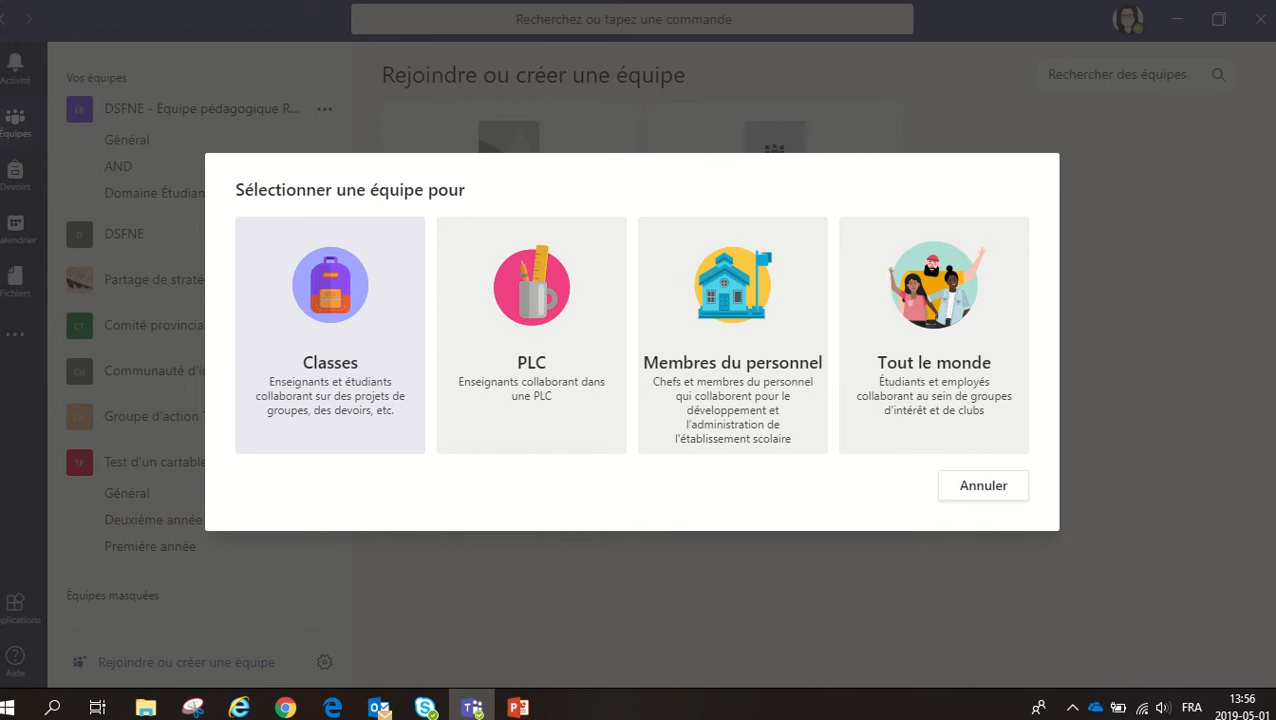 Recherchez ou tapez une commande
Activité
Équipes
Devoirs
Calendrier
Fichiers
Applications
Aide
Vos équipes
DSFNE - Equipe pédagogique R...
Général
AND
Domaine Étudian
DSFNE
Partage de straté
Comité provincia
Communauté d'in
Groupe d'action
Test d'un cartabl
Général
Deuxième année
Première année
Équipes masquées
Rejoindre ou créer une équipe
Rejoindre ou créer une équipe
Rechercher des équipes
Sélectionner une équipe pour
Classes
Enseignants et étudiants
collaborant sur des projets de
groupes, des devoirs, etc.
PLC
Enseignants collaborant dans
une PLC
Membres du personnel
Chefs et membres du personnel
qui collaborent pour le
développement et
l'administration de
l'établissement scolaire
Tout le monde
Étudiants et employés
collaborant au sein de groupes
d'intérêt et de clubs
Annuler
FRA
13:56
2019-05-01